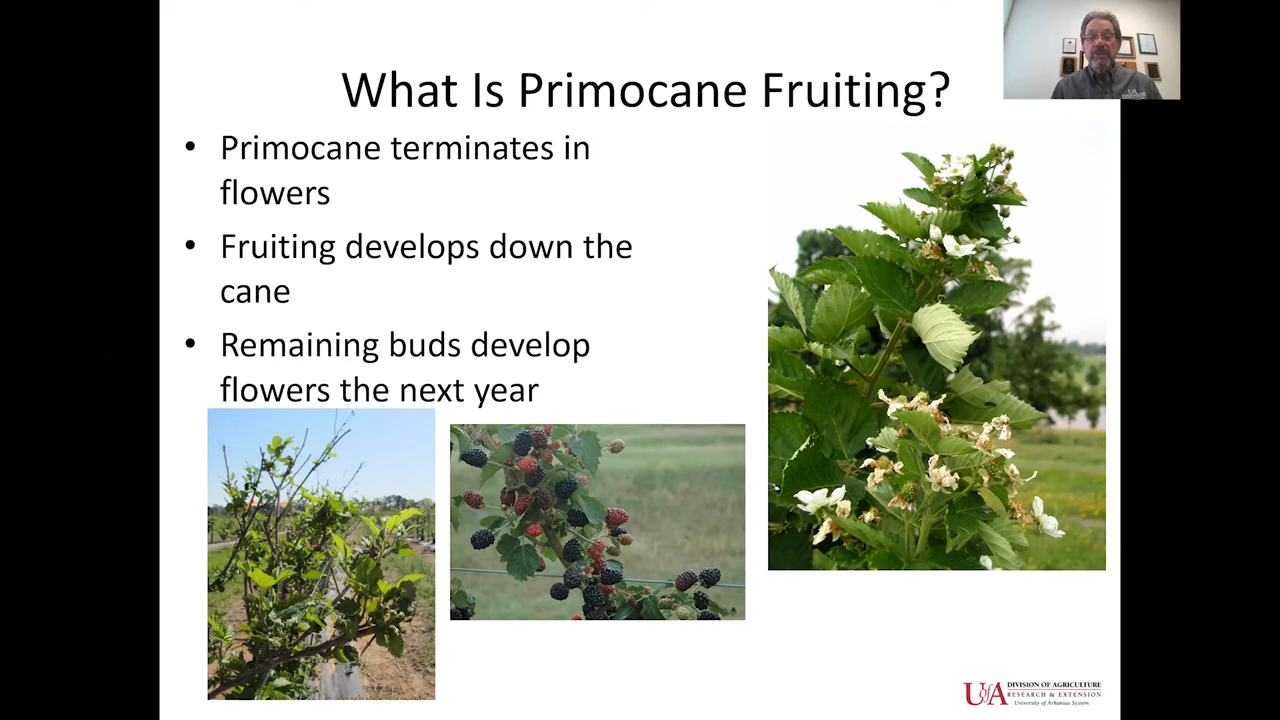 What Is Primocane Fruiting?
• Primocane terminates in
flowers
• Fruiting develops down the
cane
• Remaining buds develop
flowers the next year
UofA DIVISION OF AGRICULTURE
RESEARCH & EXTENSION
University of Arkansas System